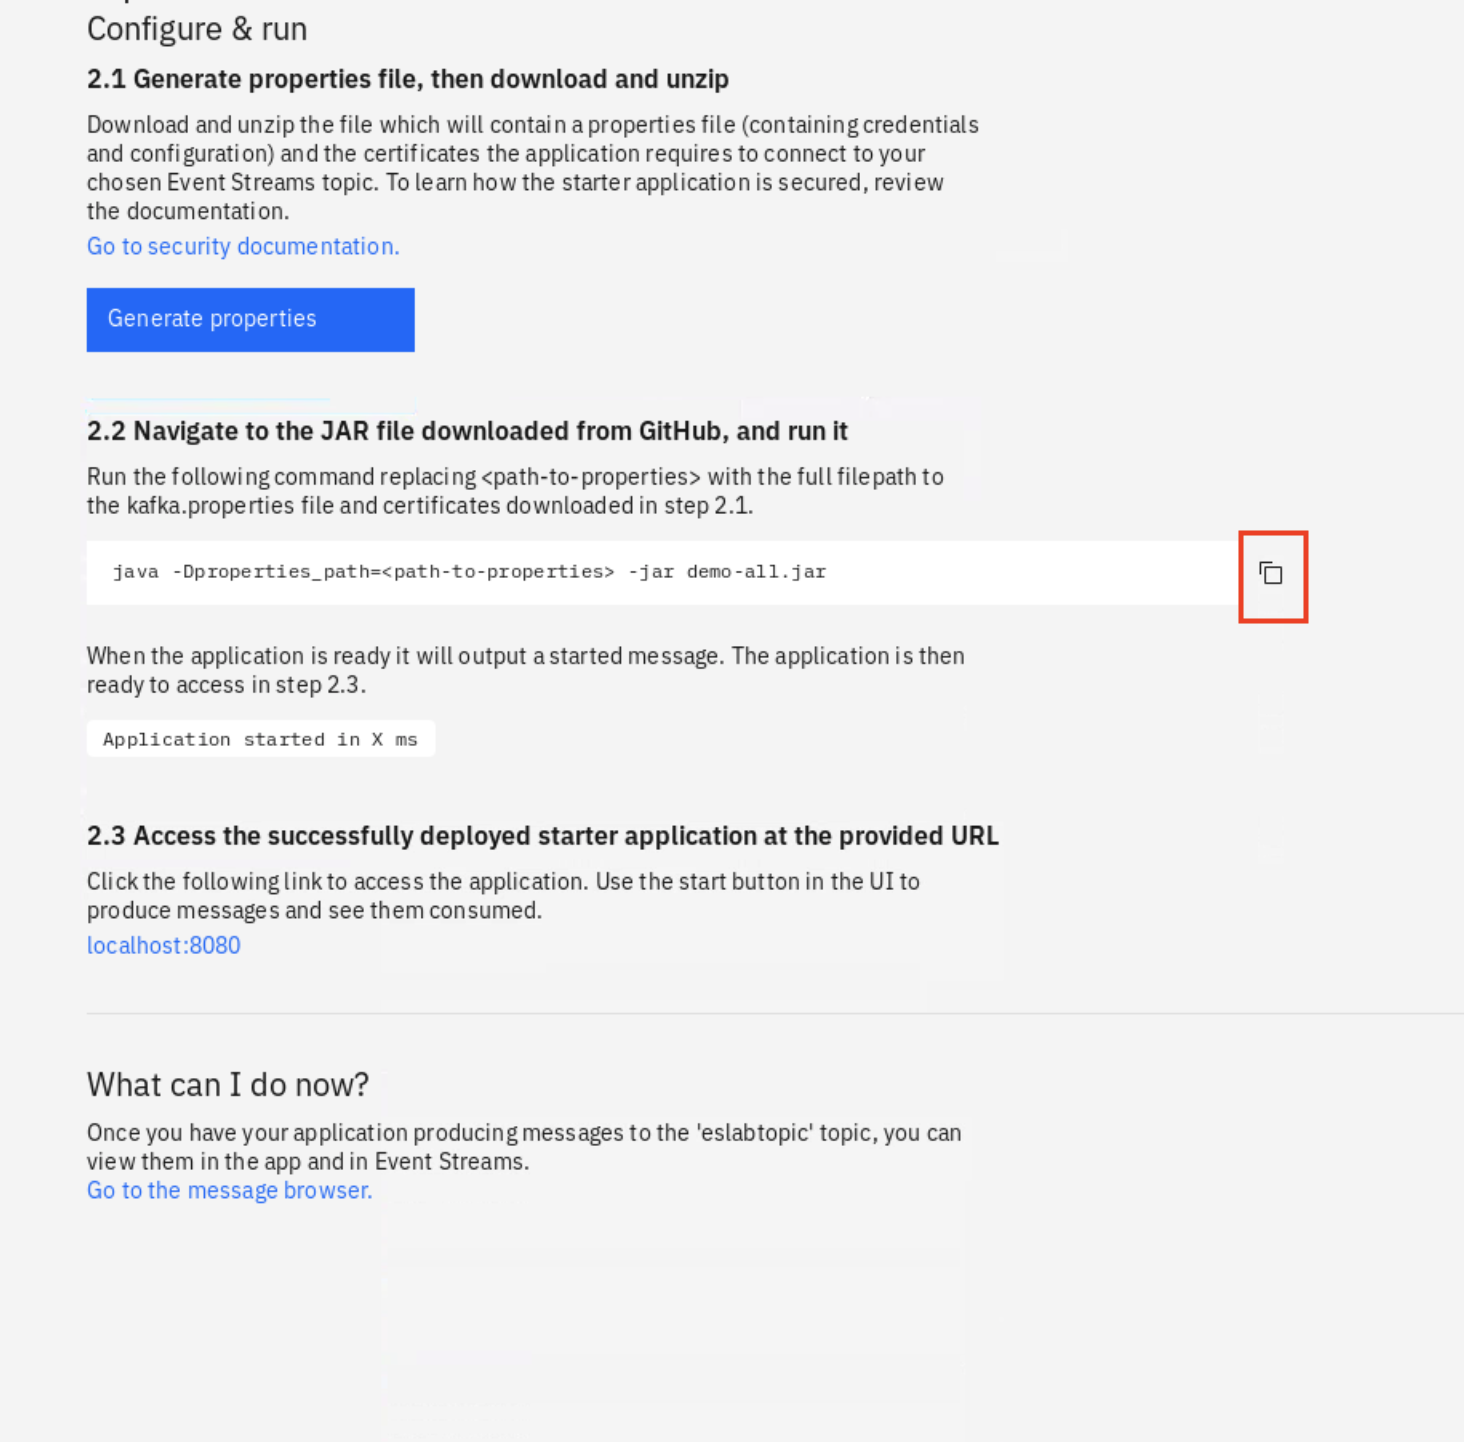 Configure & run
2.1 Generate properties file, then download and unzip
Download and unzip the file which will contain a properties file (containing credentials
and configuration) and the certificates the application requires to connect to your
chosen Event Streams topic. To learn how the starter application is secured, review
the documentation.
Go to security documentation.
Generate properties
2.2 Navigate to the JAR file downloaded from GitHub, and run it
Run the following command replacing <path-to-properties> with the full filepath to
the kafka.properties file and certificates downloaded in step 2.1.
java -Dproperties_path=<path-to-properties> -jar demo-all.jar
When the application is ready it will output a started message. The application is then
ready to access in step 2.3.
Application started in X ms
2.3 Access the successfully deployed starter application at the provided URL
Click the following link to access the application. Use the start button in the UI to
produce messages and see them consumed.
localhost:8080
What can I do now?
Once you have your application producing messages to the 'eslabtopic' topic, you can
view them in the app and in Event Streams.
Go to the message browser.